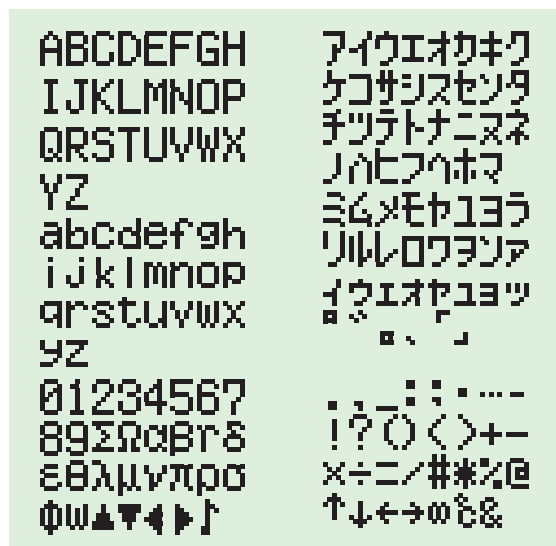 ABCDEFGH
IJKLMNOP
QRSTUVWX
YZ
abcdefgh
ijklmnop
qrstuvwx
yz
01234567
89ΣΩαβγδ
εθλμνπρσ
φω▲▼◀▶♪
アイウエオカキク
ケコサシスセソタ
チツテトナニヌネ
ノハヒフヘホマ
ミムメモヤユヨラ
リルレロワヲンァ
ィゥェォャュョッ
゜゛。、「」
.,_:;·…-
!?()〈〉+−
×÷=/#*%@
↑↓←→∞℃&